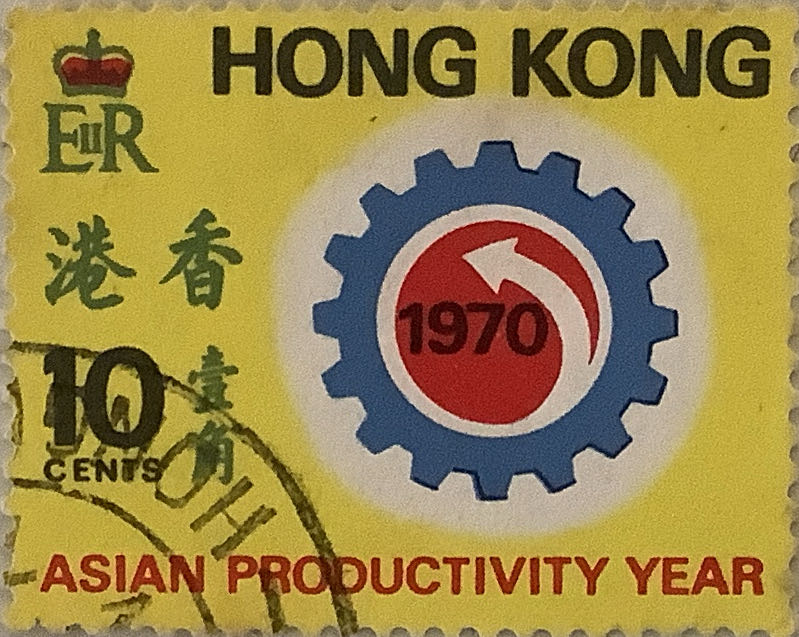 HONG KONG
EIIR
港 香
1970
10
CENTS
壹角
ASIAN PRODUCTIVITY YEAR